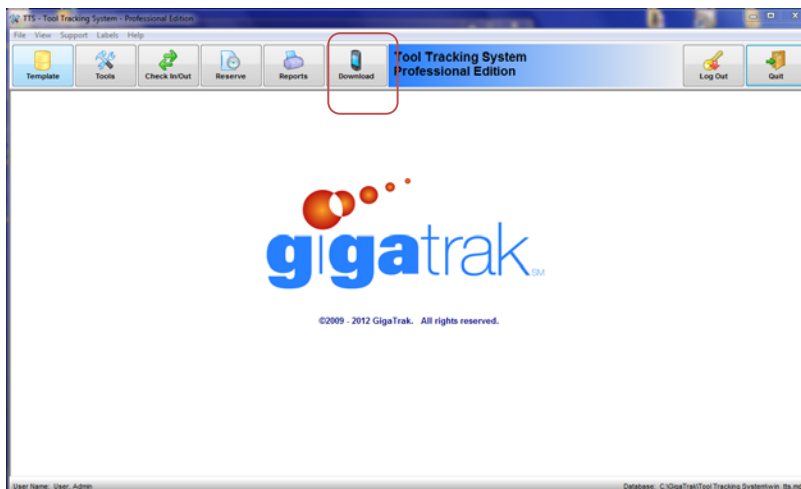 TTS - Tool Tracking System - Professional Edition
File View Support Labels Help
Template Tools Check In/Out Reserve Reports Download
Tool Tracking System
Professional Edition
Log Out Quit
gigatrak SM
©2009 - 2012 GigaTrak. All rights reserved.
User Name: User, Admin Database: C:\GigaTrak\Tool Tracking System\win_tts.md